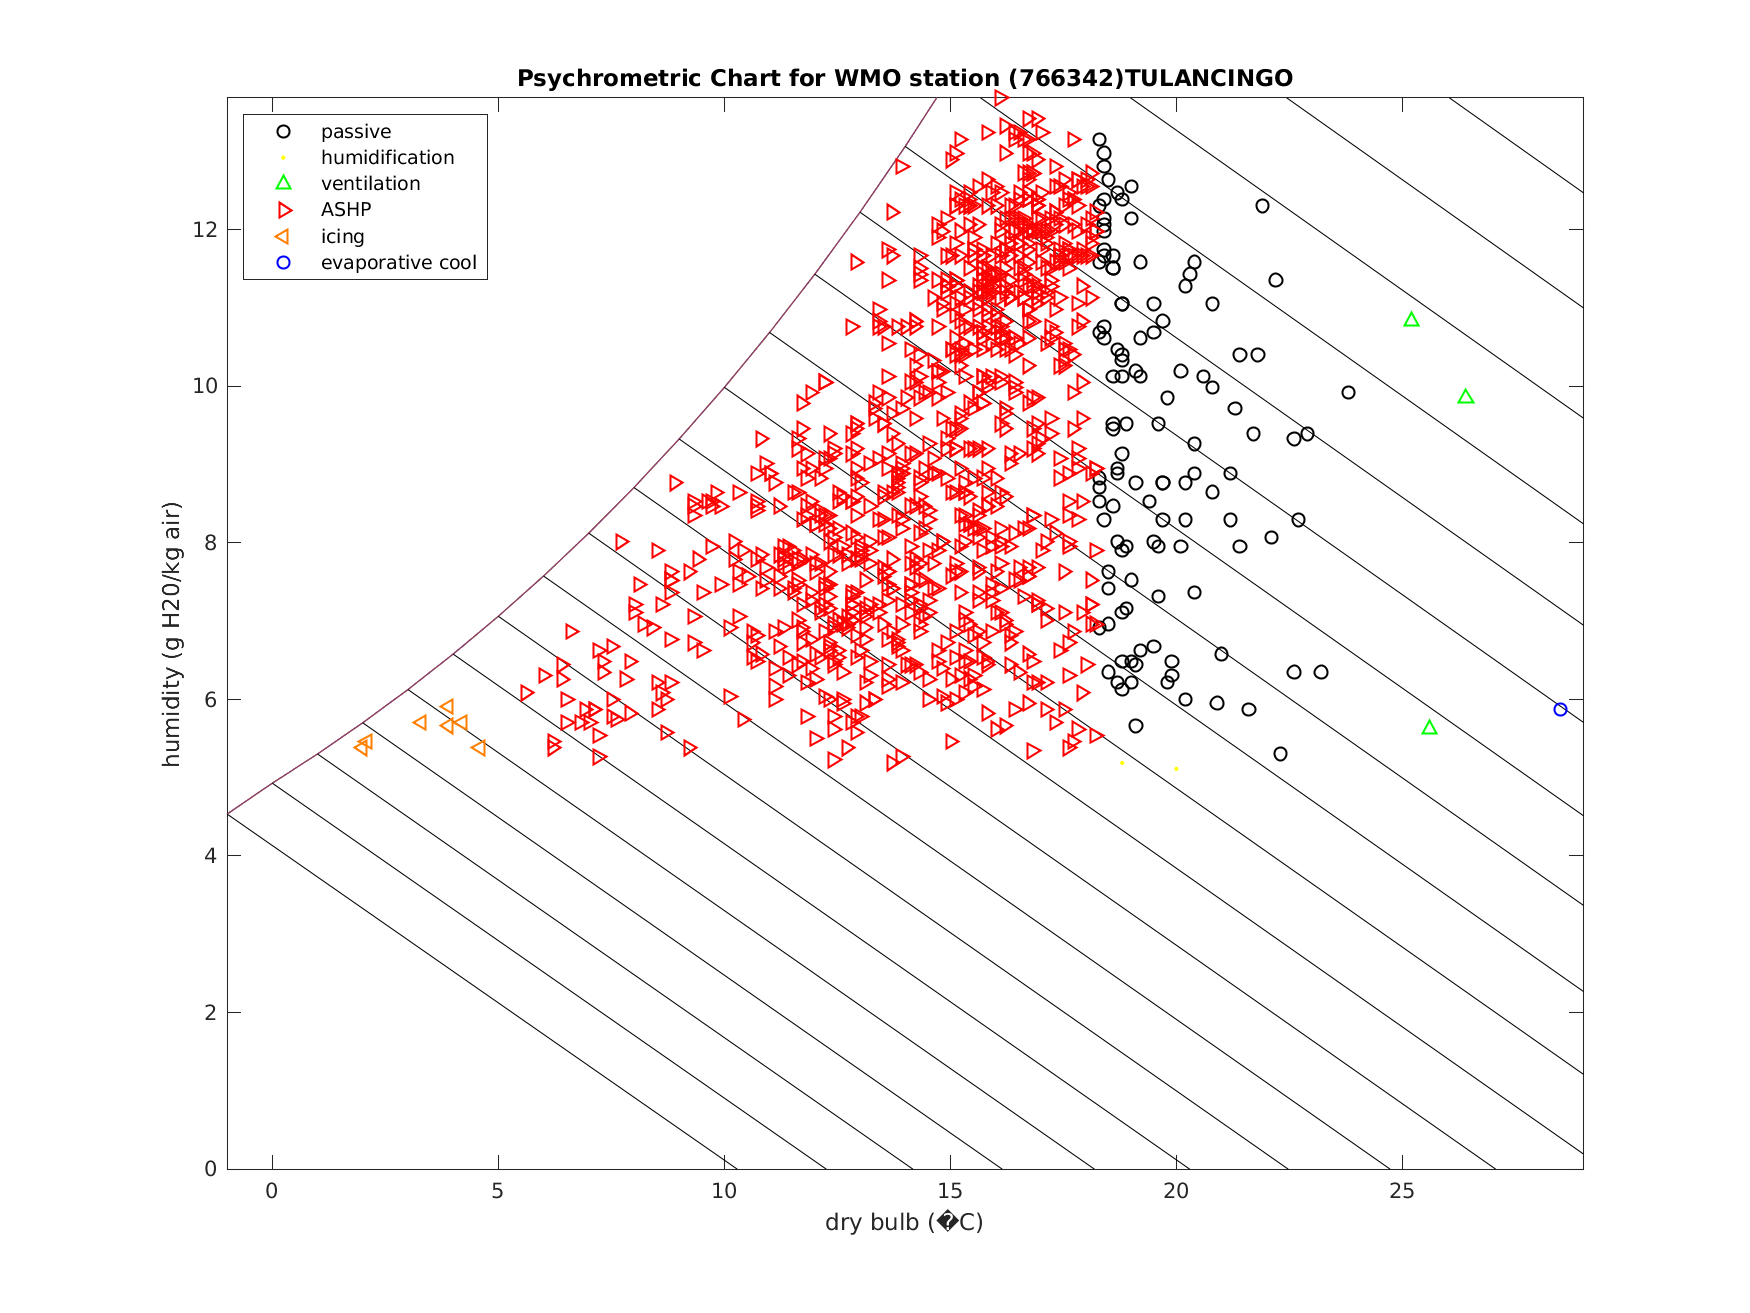 Psychrometric Chart for WMO station (766342)TULANCINGO
passive
humidification
ventilation
ASHP
icing
evaporative cool
humidity (g H20/kg air)
12
10
8
6
4
2
0
0 5 10 15 20 25
dry bulb (�C)